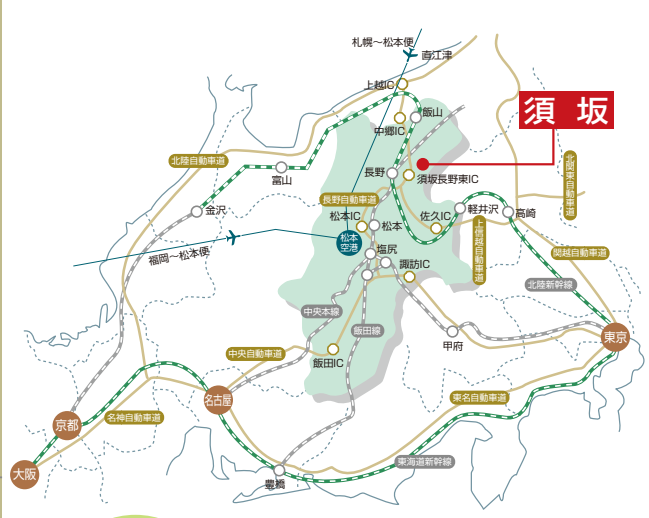 札幌～松本便
直江津
上越IC
須 坂
飯山
中郷IC
北陸自動車道
富山
長野
須坂長野東IC
北関東自動車道
長野自動車道
金沢
松本IC
松本
佐久IC
軽井沢
高崎
上信越自動車道
福岡～松本便
松本
空港
塩尻
諏訪IC
関越自動車道
北陸新幹線
中央本線
飯田線
甲府
東京
中央自動車道
飯田IC
名古屋
東名自動車道
京都
名神自動車道
大阪
豊橋
東海道新幹線